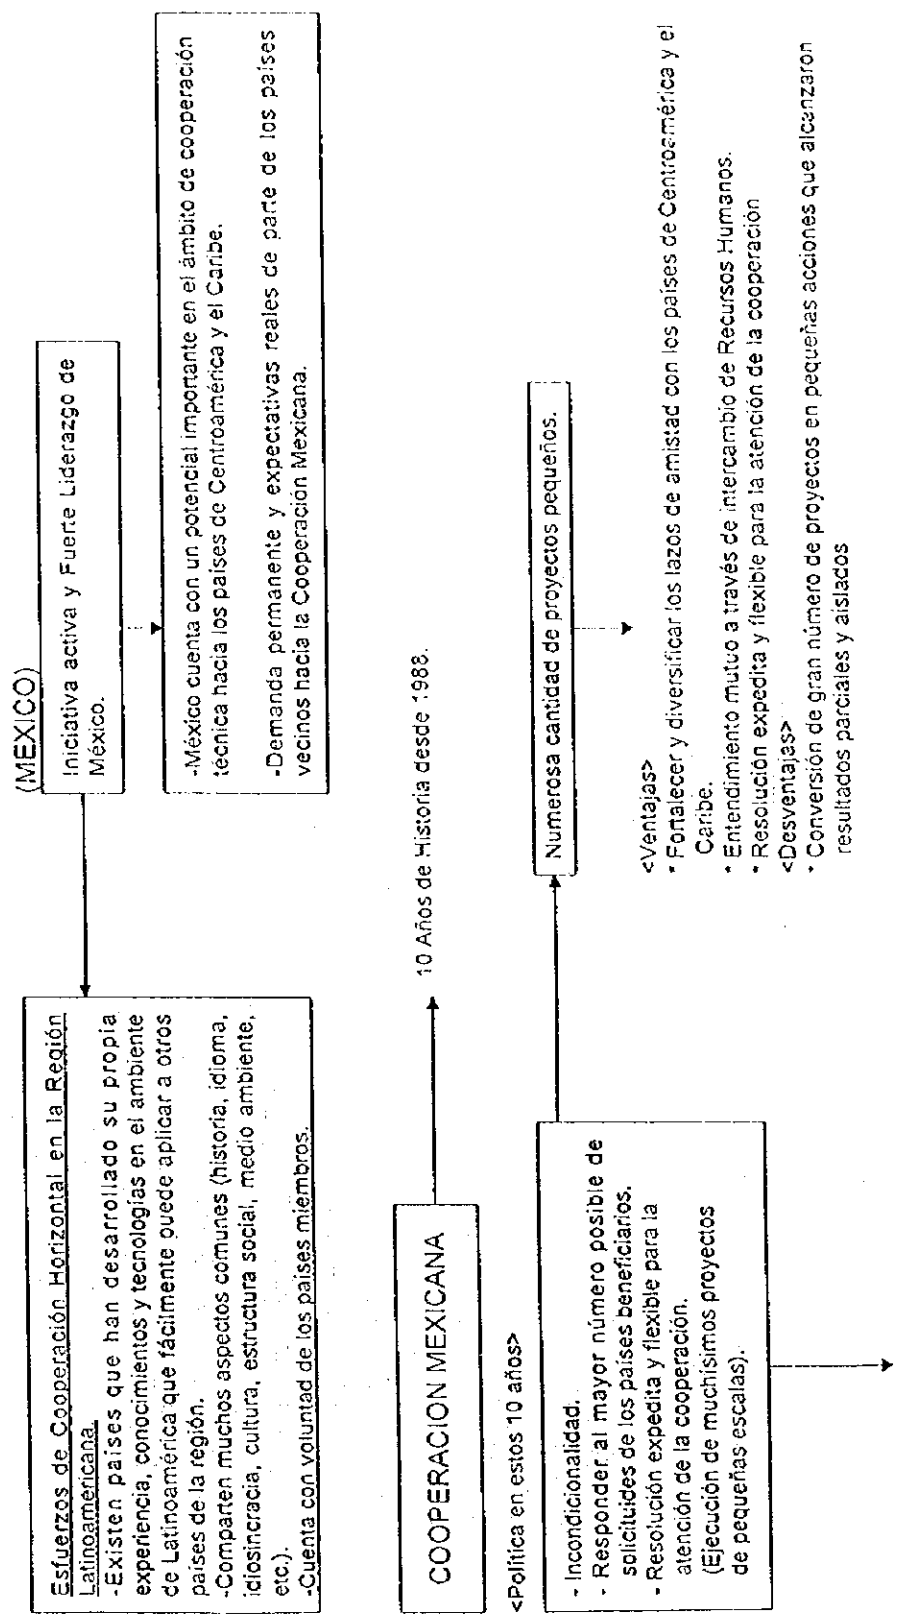 (MEXICO)
Iniciativa activa y Fuerte Liderazgo de
México.
-México cuenta con un potencial importante en el ámbito de cooperación
técnica hacia los países de Centroamérica y el Caribe.
-Demanda permanente y expectativas reales de parte de los países
vecinos hacia la Cooperación Mexicana.
Esfuerzos de Cooperación Horizontal en la Región
Latinoamericana.
-Existen países que han desarrollado su propia
experiencia, conocimientos y tecnologías en el ambiente
de Latinoamérica que fácilmente puede aplicar a otros
países de la región.
-Comparten muchos aspectos comunes (historia, idioma,
idiosincracia, cultura, estructura social, medio ambiente,
etc.).
-Cuenta con voluntad de los países miembros.
COOPERACION MEXICANA
10 Años de Historia desde 1988.
<Política en estos 10 años>
- Incondicionalidad.
- Responder al mayor número posible de
solicitudes de los países beneficiarios.
- Resolución expedita y flexible para la
atención de la cooperación.
(Ejecución de muchísimos proyectos
de pequeñas escalas).
Numerosa cantidad de proyectos pequeños.
<Ventajas>
* Fortalecer y diversificar los lazos de amistad con los países de Centroamérica y el
Caribe.
* Entendimiento mutuo a través de intercambio de Recursos Humanos.
* Resolución expedita y flexible para la atención de la cooperación
<Desventajas>
* Conversión de gran número de proyectos en pequeñas acciones que alcanzaron
resultados parciales y aislados